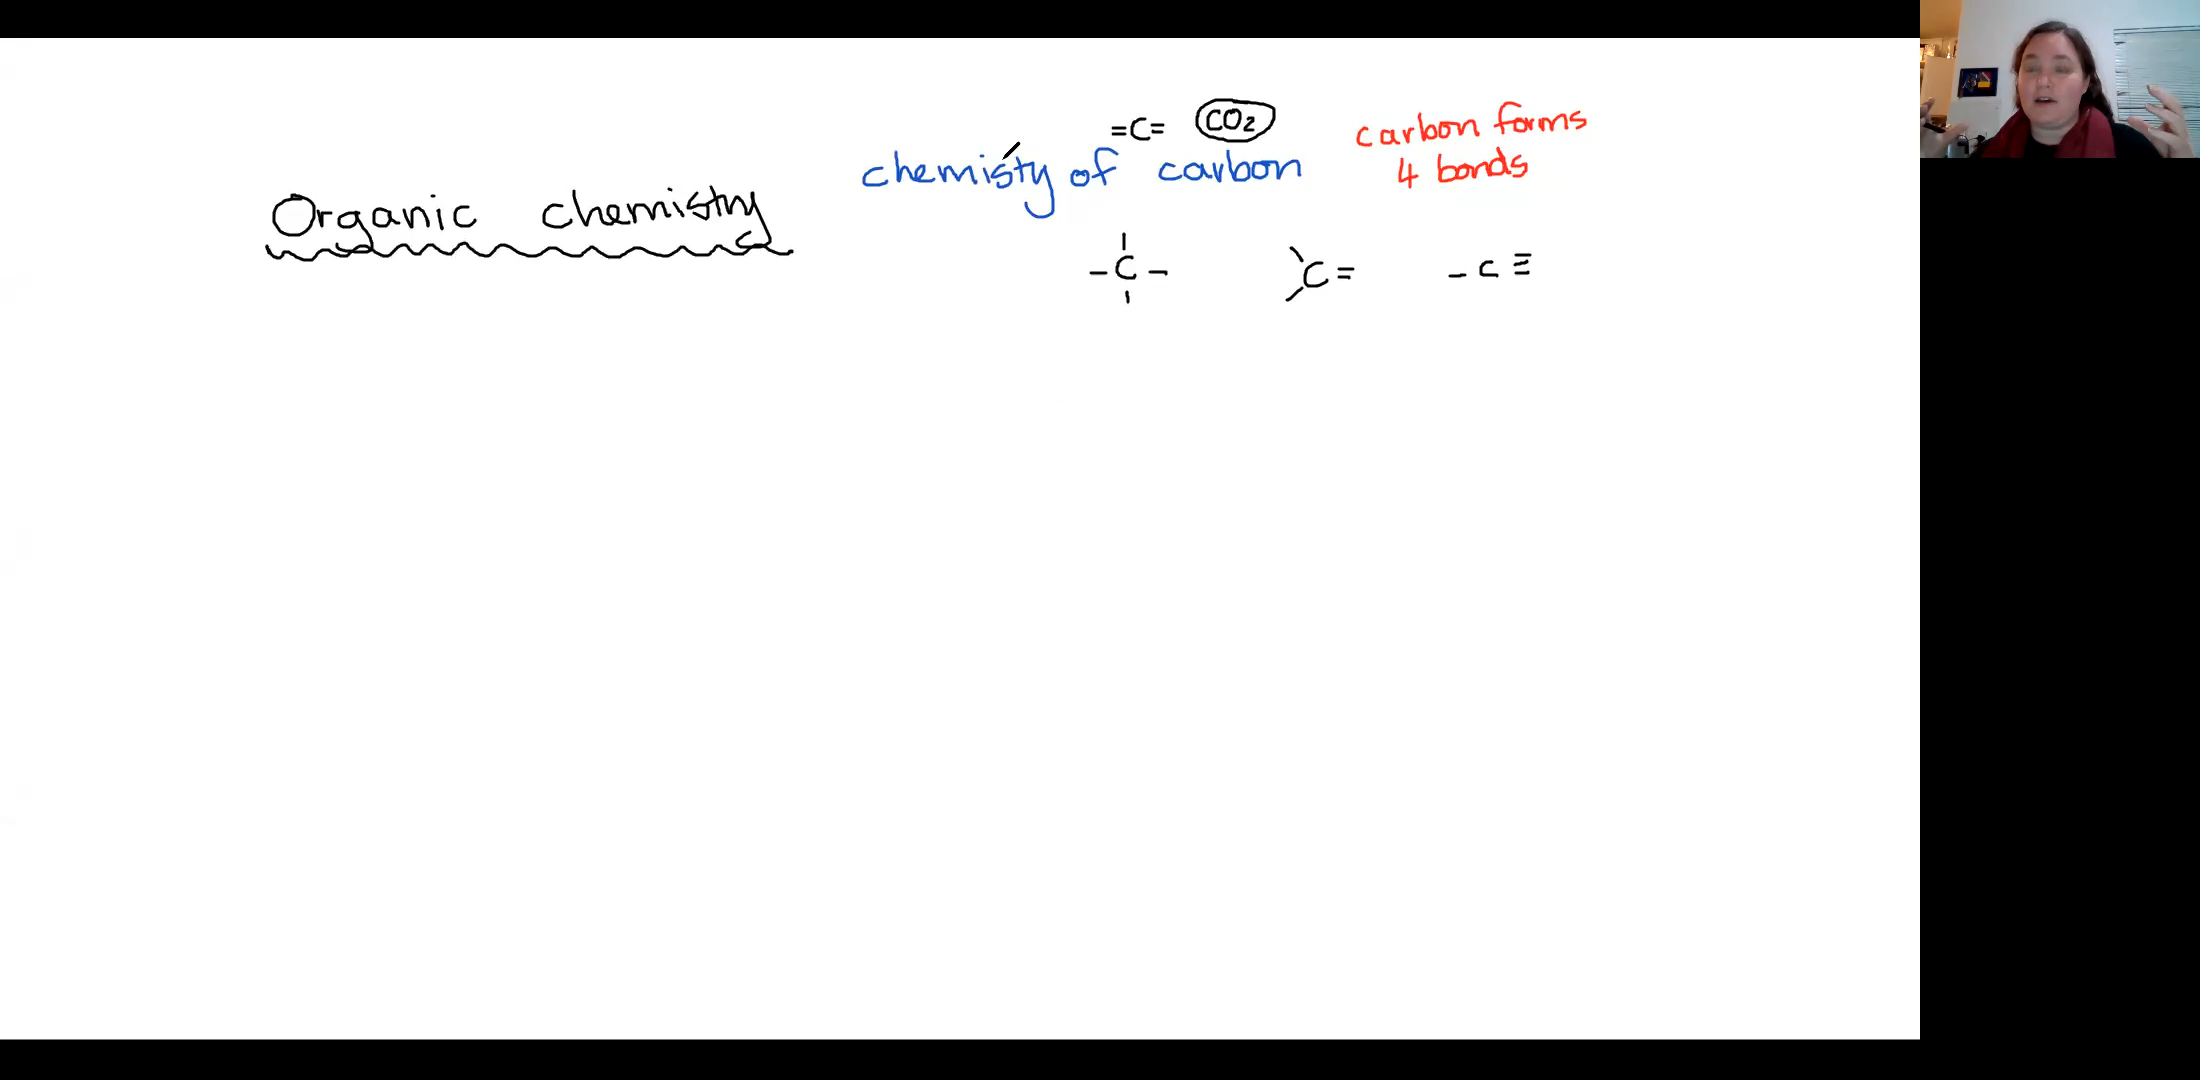 =C= CO2
chemisty of carbon
carbon forms
4 bonds
Organic chemistry
-C- C= -C≡